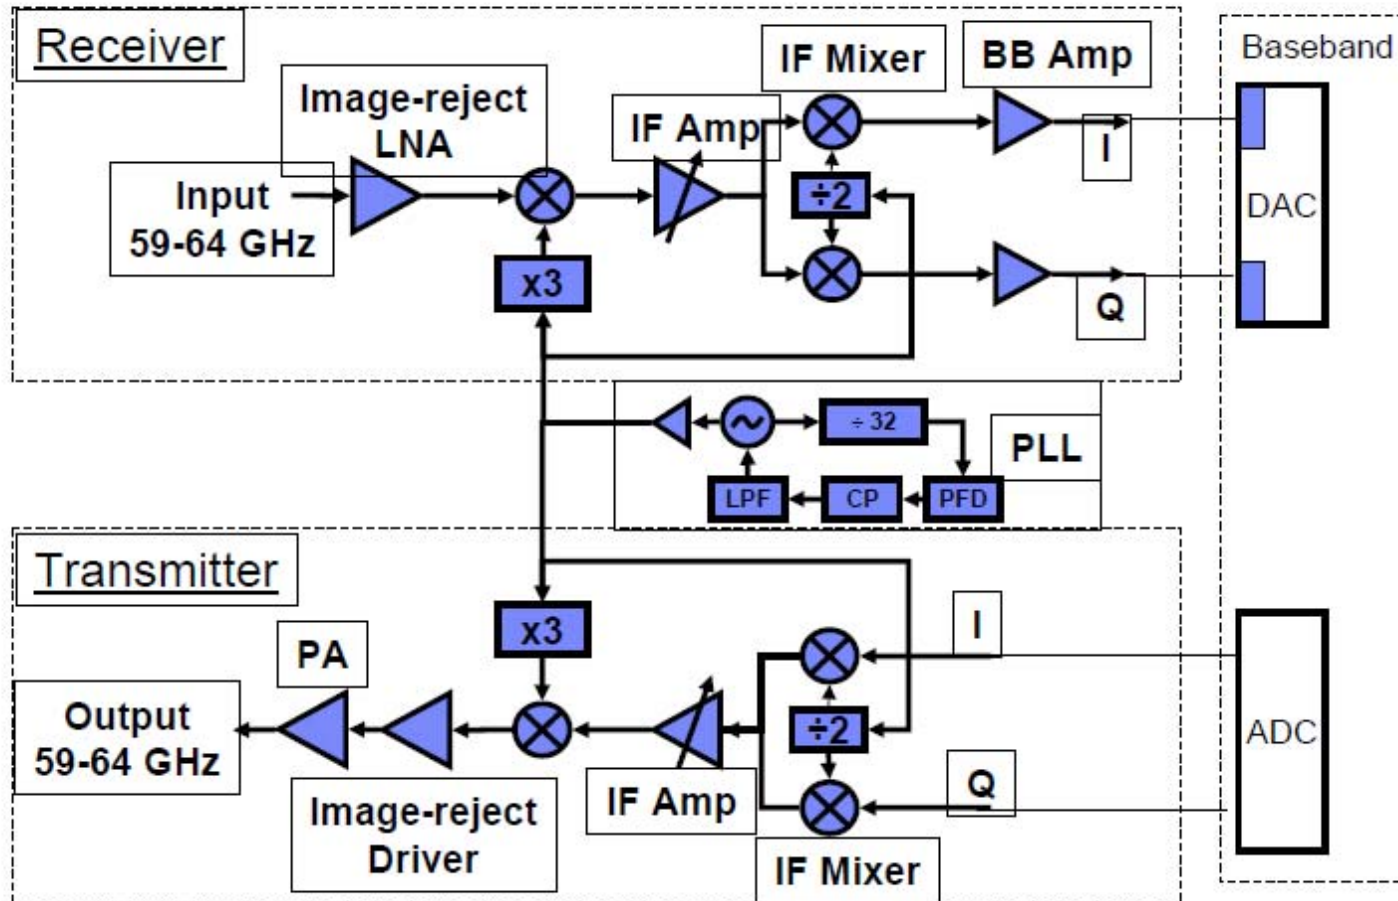 Receiver
Image-reject
LNA
Input
59-64 GHz
x3
IF Amp
IF Mixer
÷2
BB Amp
I
Q
Baseband
DAC
÷ 32
PLL
LPF
CP
PFD
Transmitter
x3
PA
Output
59-64 GHz
Image-reject
Driver
IF Amp
÷2
IF Mixer
I
Q
ADC